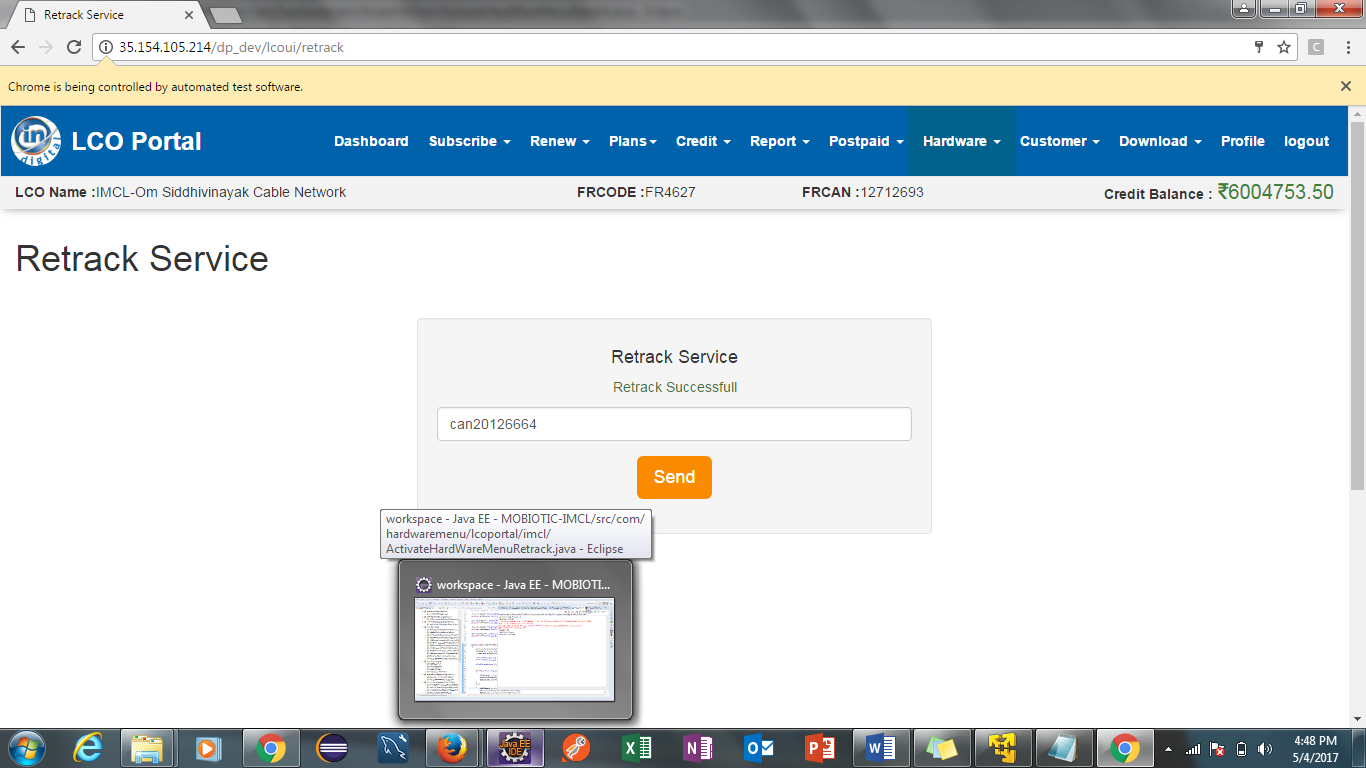 Retrack Service
35.154.105.214/dp_dev/lcoui/retrack
C
Chrome is being controlled by automated test software.
in digital LCO Portal Dashboard Subscribe Renew Plans Credit Report Postpaid Hardware Customer Download Profile logout
LCO Name :IMCL-Om Siddhivinayak Cable Network FRCODE :FR4627 FRCAN :12712693 Credit Balance : ₹6004753.50
Retrack Service
Retrack Service
Retrack Successfull
can20126664
Send
workspace - Java EE - MOBIOTIC-IMCL/src/com/
hardwaremenu/lcoportal/imcl/
ActivateHardWareMenuRetrack.java - Eclipse
workspace - Java EE - MOBIOTI...
Java EE
IDE
4:48 PM
5/4/2017